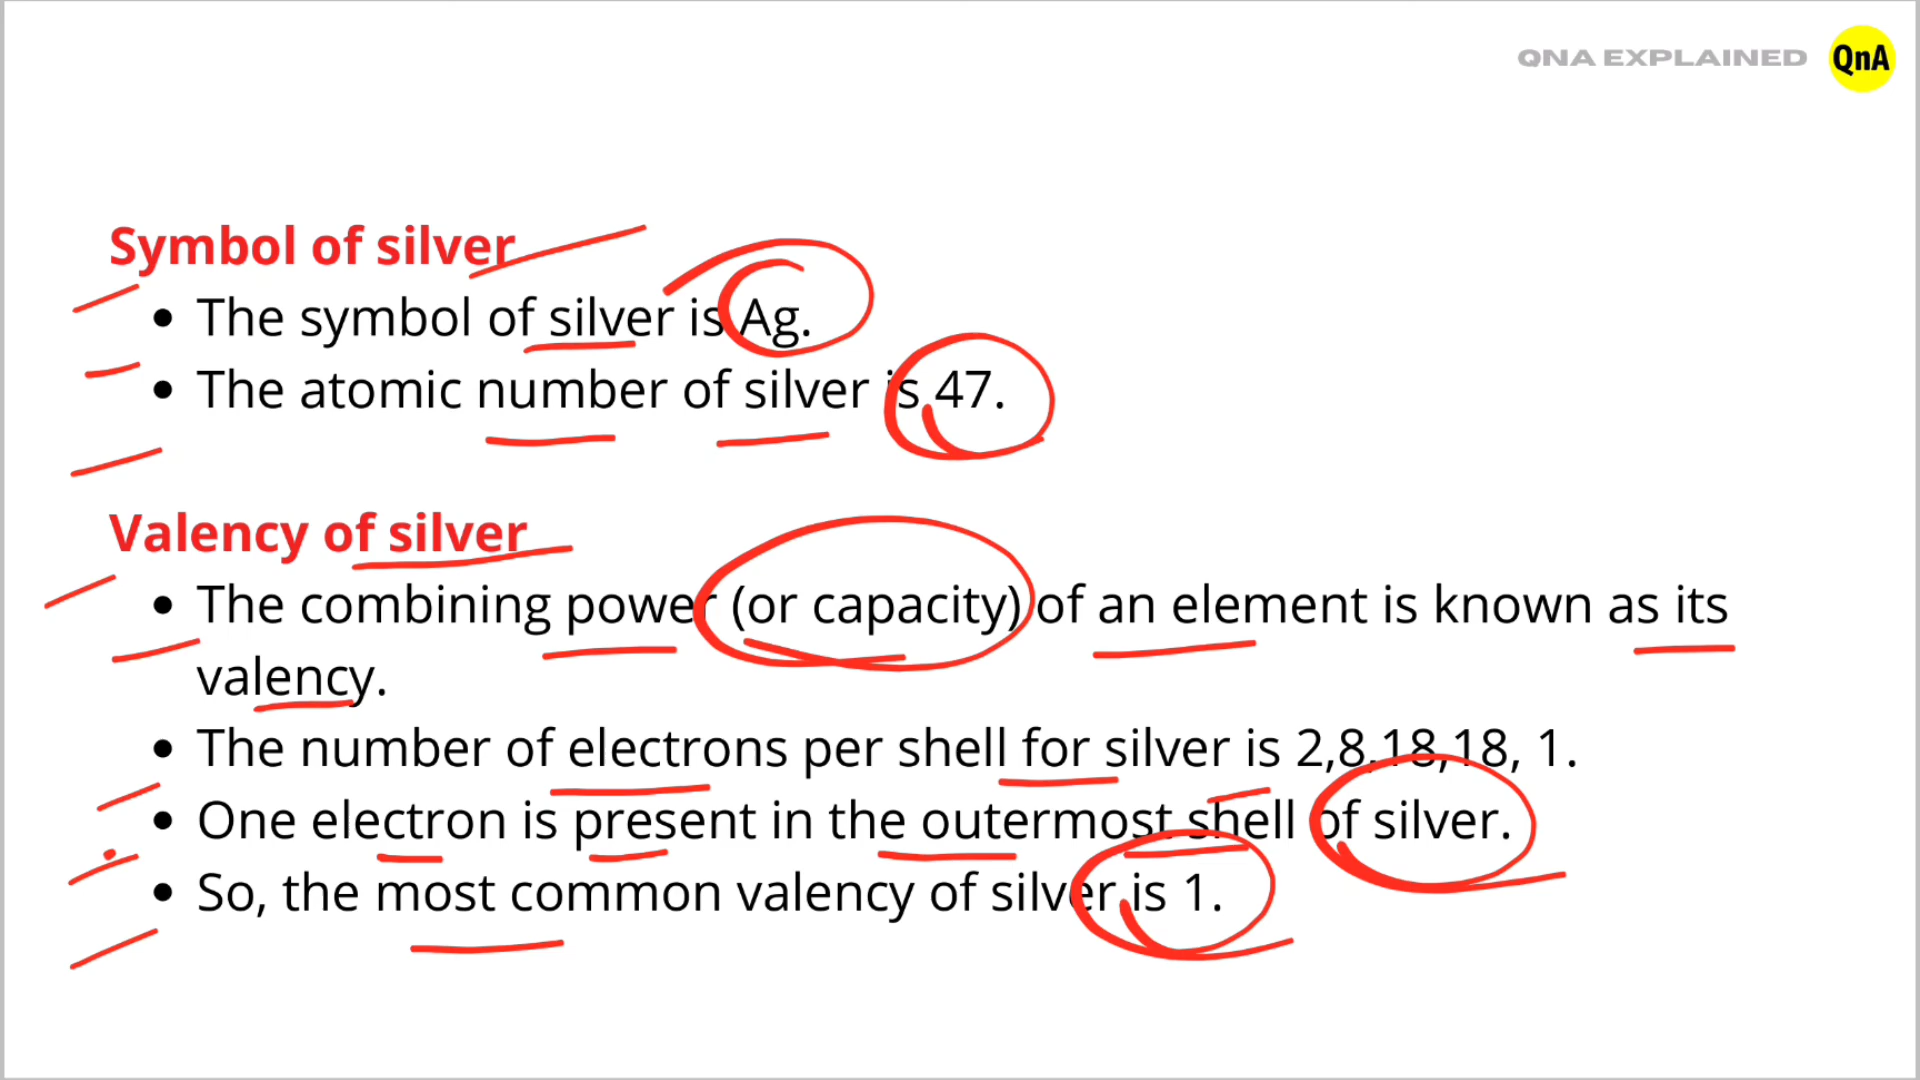 QNA EXPLAINED QnA
Symbol of silver
• The symbol of silver is Ag.
• The atomic number of silver is 47.
Valency of silver
• The combining power (or capacity) of an element is known as its
valency.
• The number of electrons per shell for silver is 2,8,18,18, 1.
• One electron is present in the outermost shell of silver.
• So, the most common valency of silver is 1.